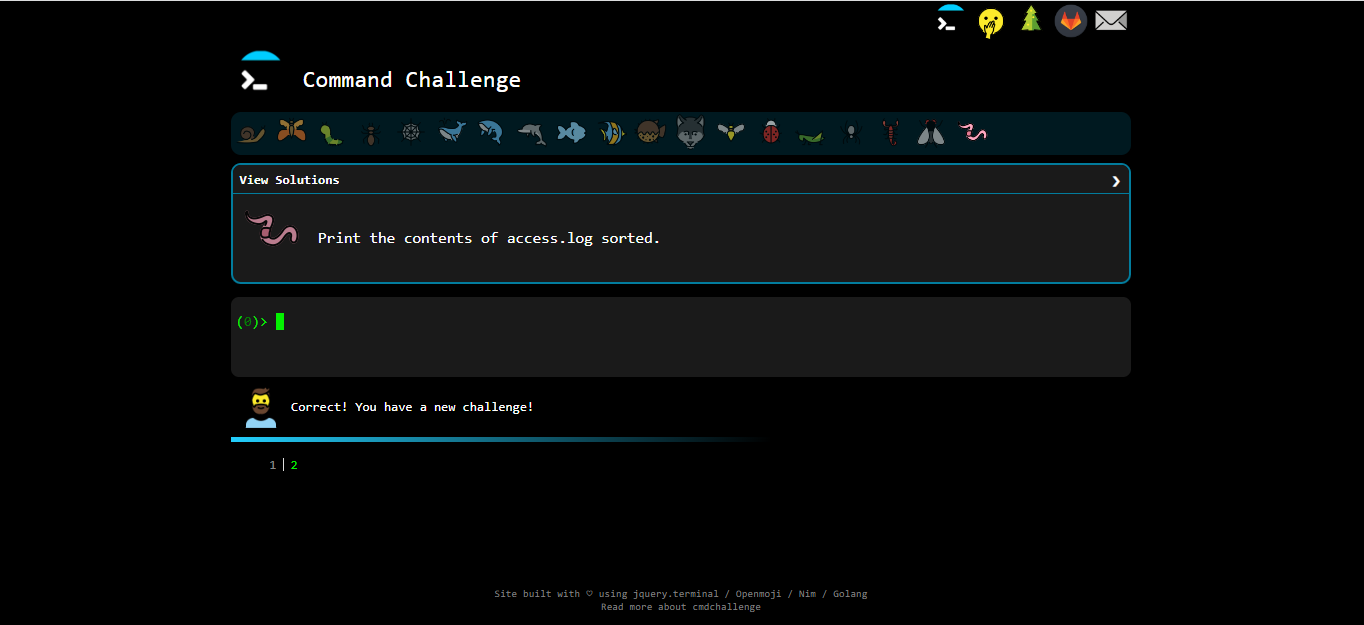 Command Challenge
View Solutions
Print the contents of access.log sorted.
(0)>
Correct! You have a new challenge!
1 2
Site built with ♡ using jquery.terminal / Openmoji / Nim / Golang
Read more about cmdchallenge